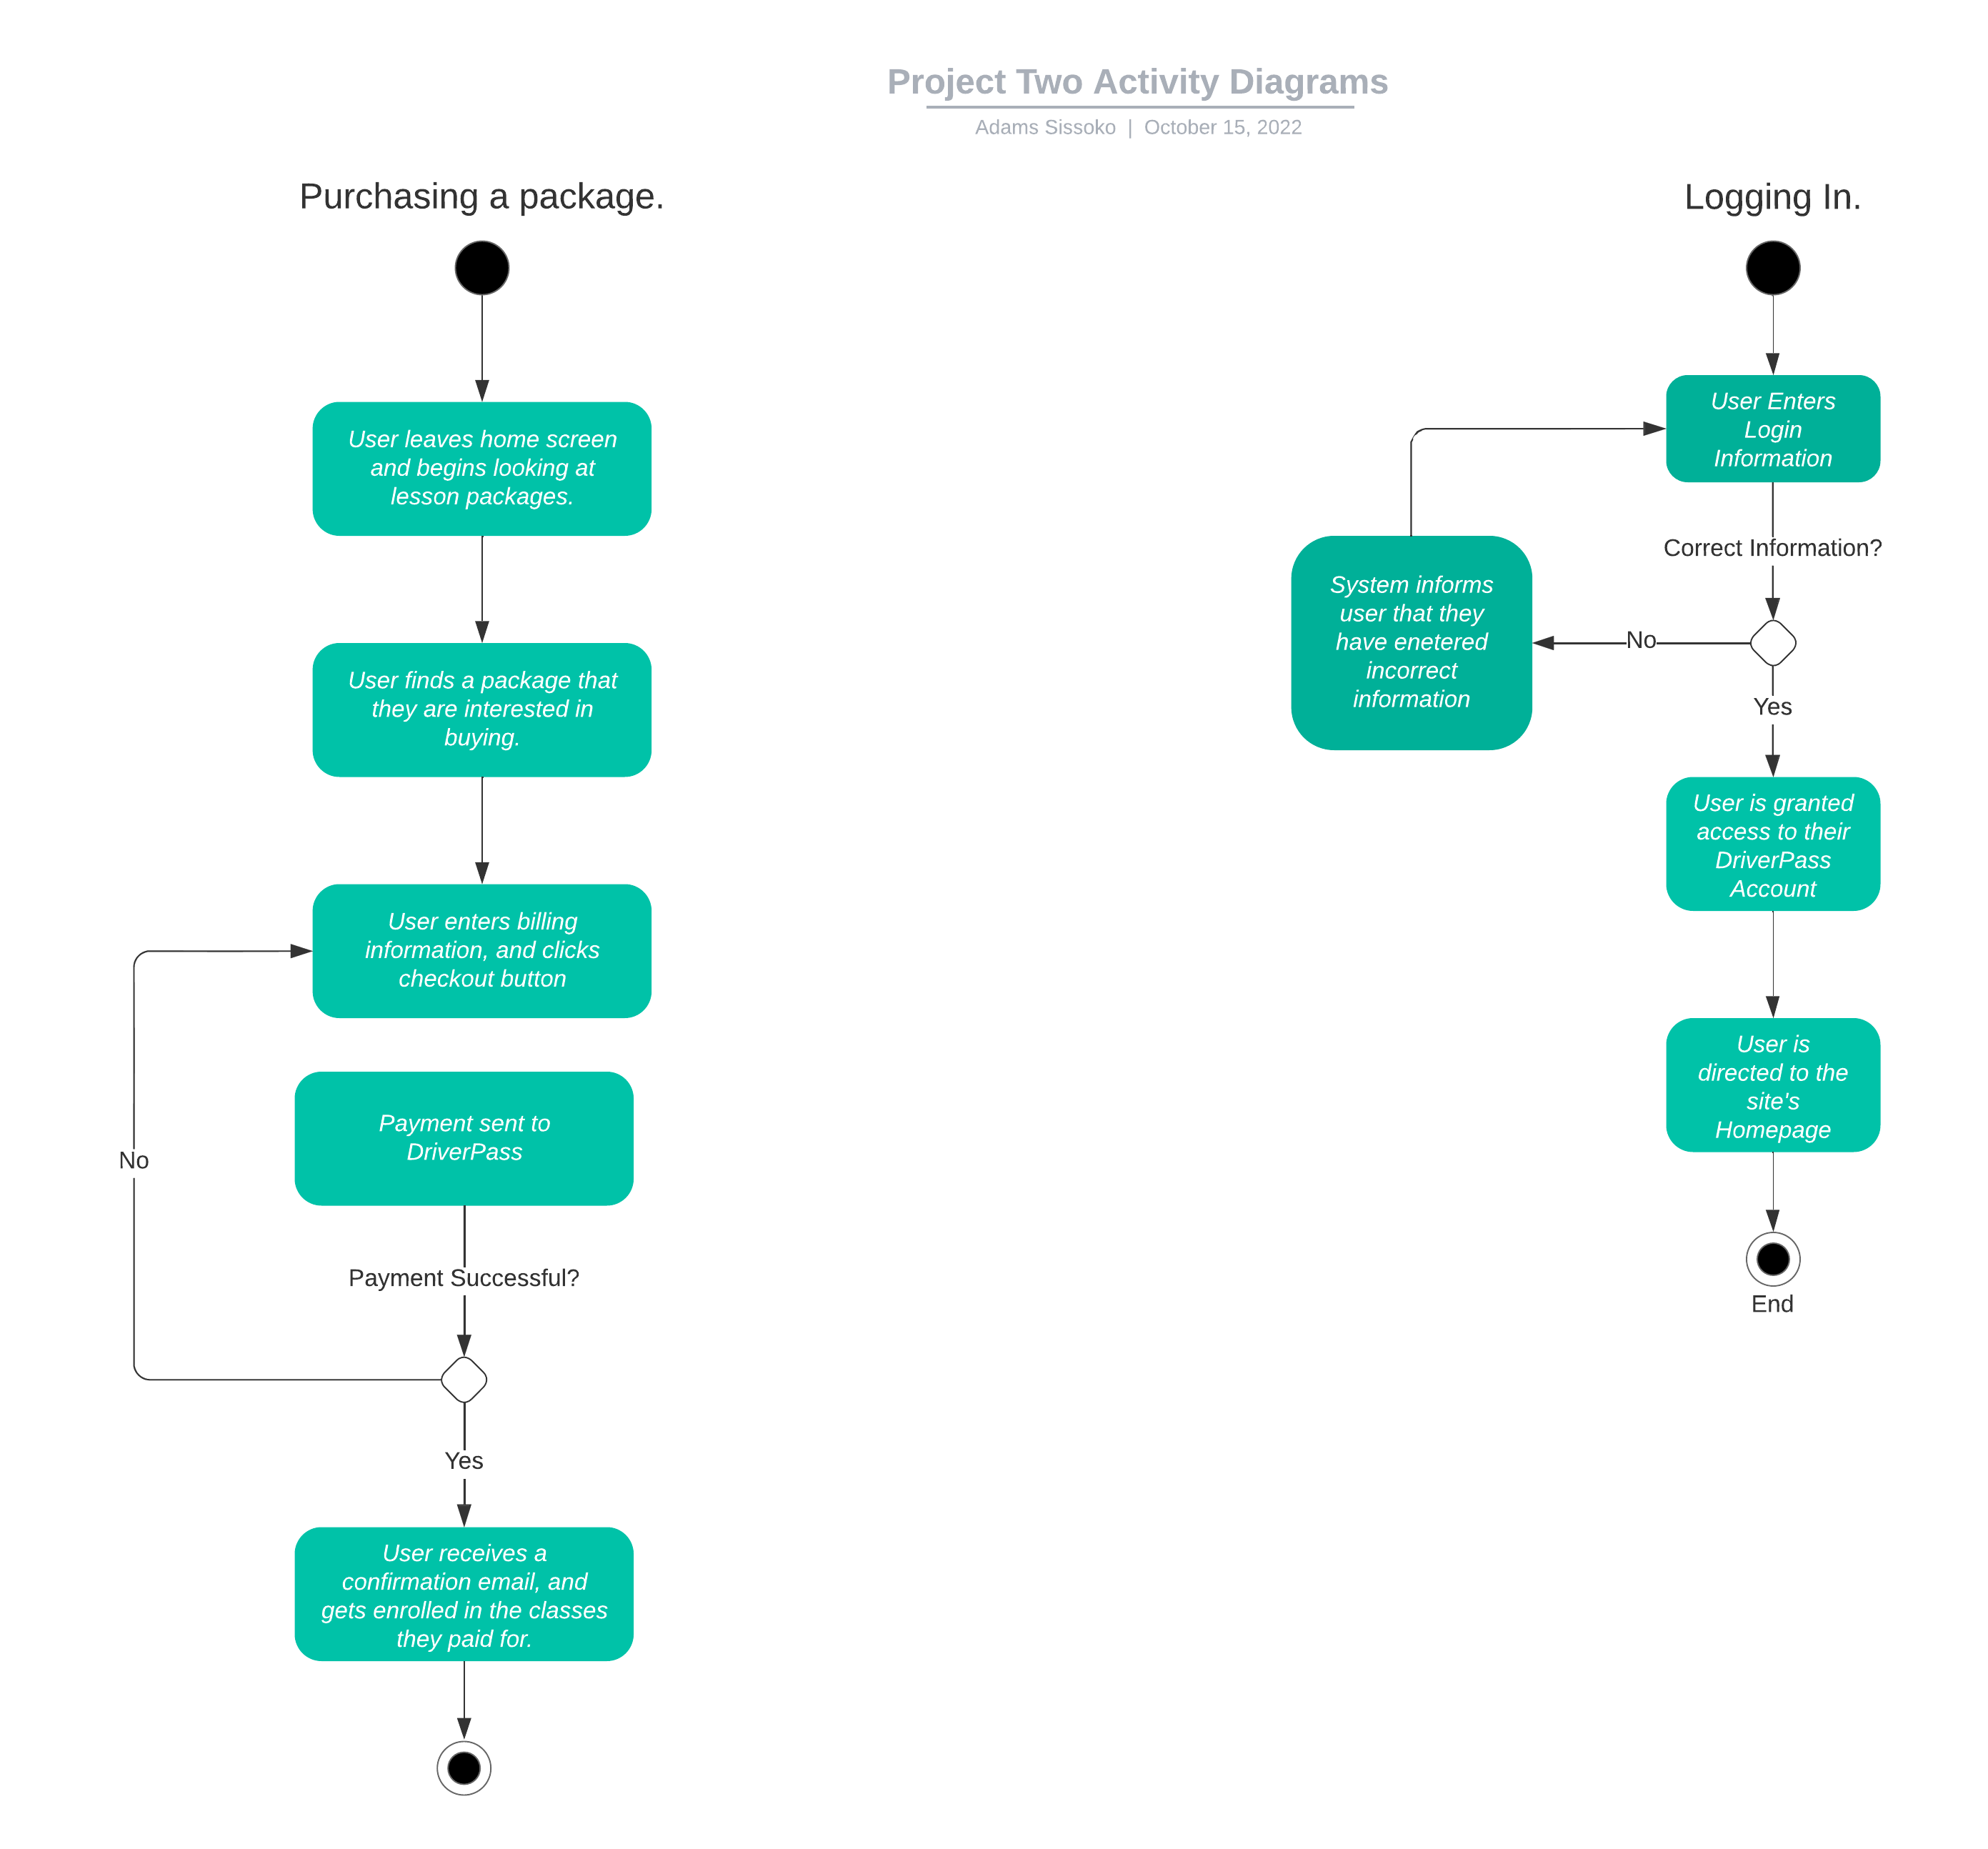 Project Two Activity Diagrams
Adams Sissoko | October 15, 2022
Purchasing a package.
User leaves home screen
and begins looking at
lesson packages.
User finds a package that
they are interested in
buying.
User enters billing
information, and clicks
checkout button
Payment sent to
DriverPass
No
Payment Successful?
Yes
User receives a
confirmation email, and
gets enrolled in the classes
they paid for.
Logging In.
User Enters
Login
Information
Correct Information?
No
System informs
user that they
have enetered
incorrect
information
Yes
User is granted
access to their
DriverPass
Account
User is
directed to the
site's
Homepage
End